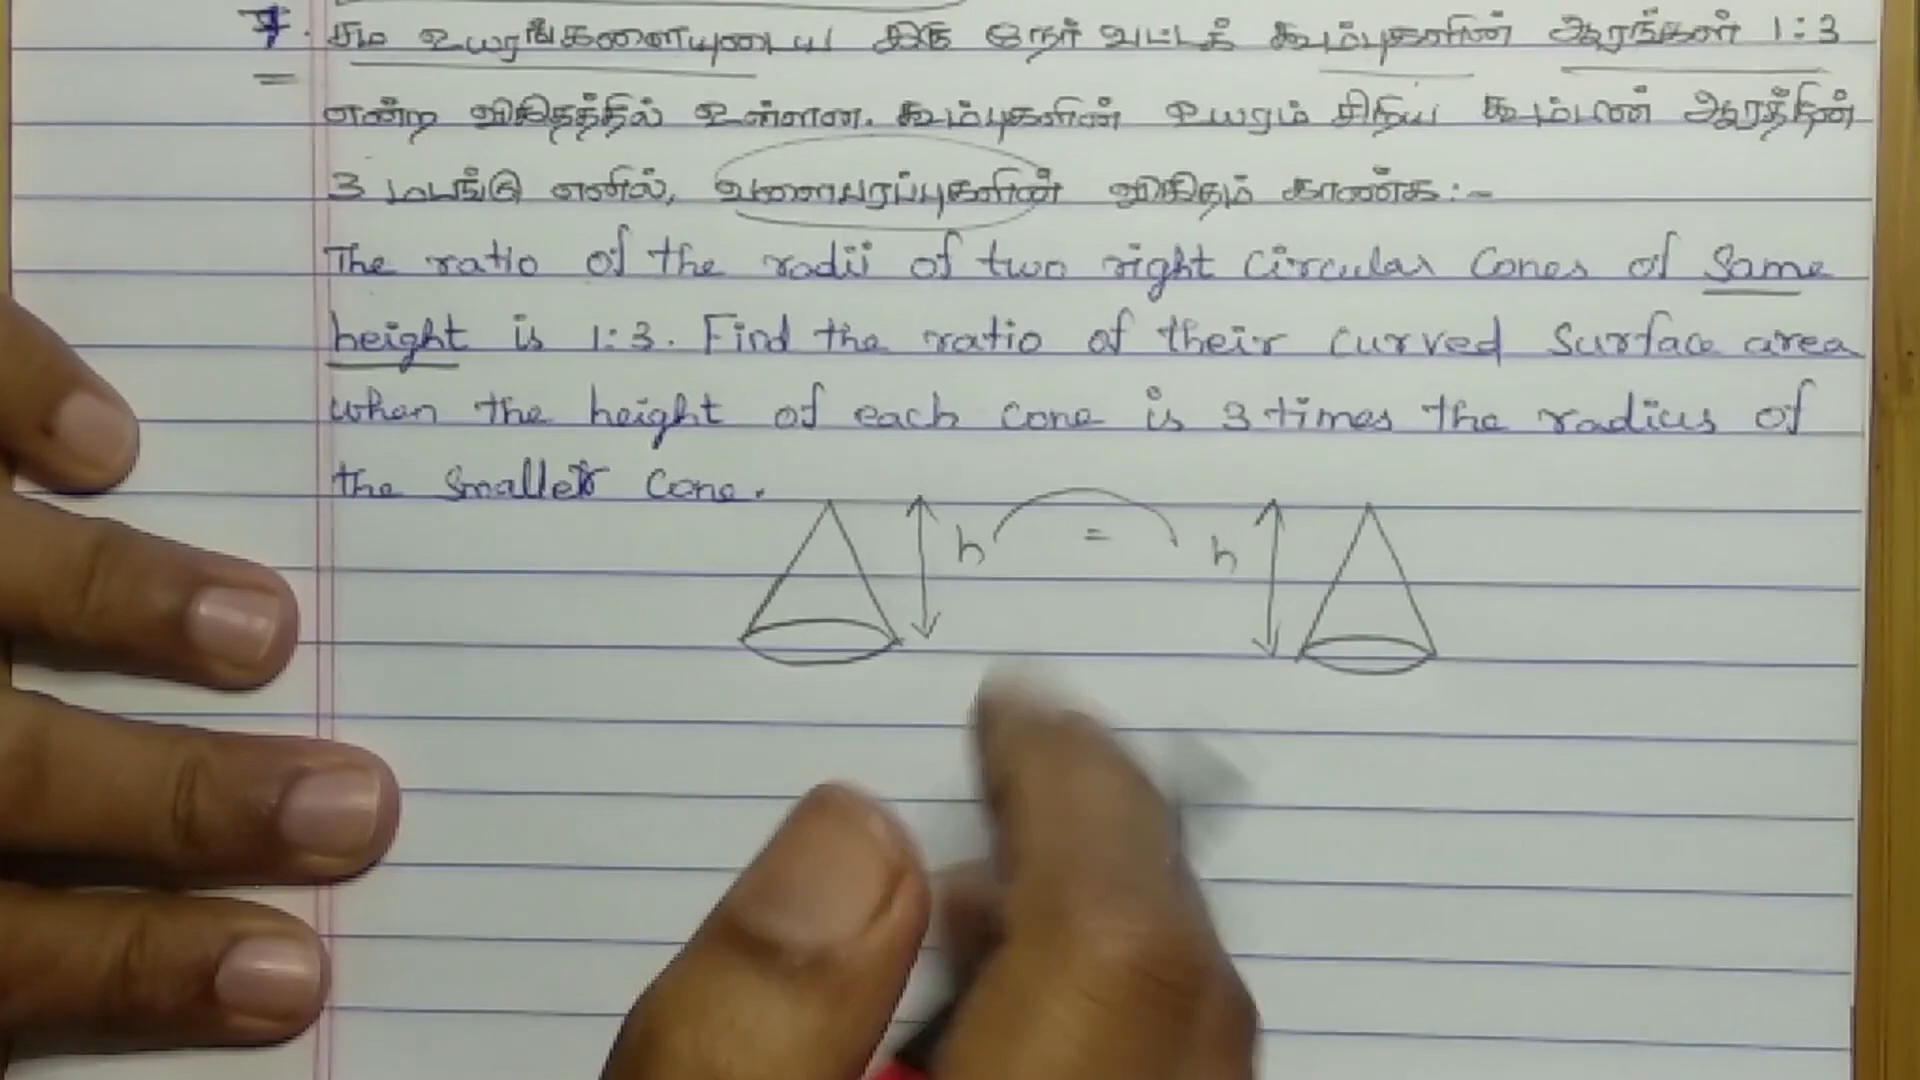 7. சம உயரங்களையுடைய இரு நேர் வட்டக் கூம்புகளின் ஆரங்கள் 1:3
என்ற விகிதத்தில் உள்ளன. கூம்புகளின் உயரம் சிறிய கூம்பின் ஆரத்தின்
3 மடங்கு எனில், வளைபரப்புகளின் விகிதம் காண்க:-
The ratio of the radii of two right circular cones of same
height is 1:3. Find the ratio of their curved surface area
when the height of each cone is 3 times the radius of
the smaller cone.
h = h